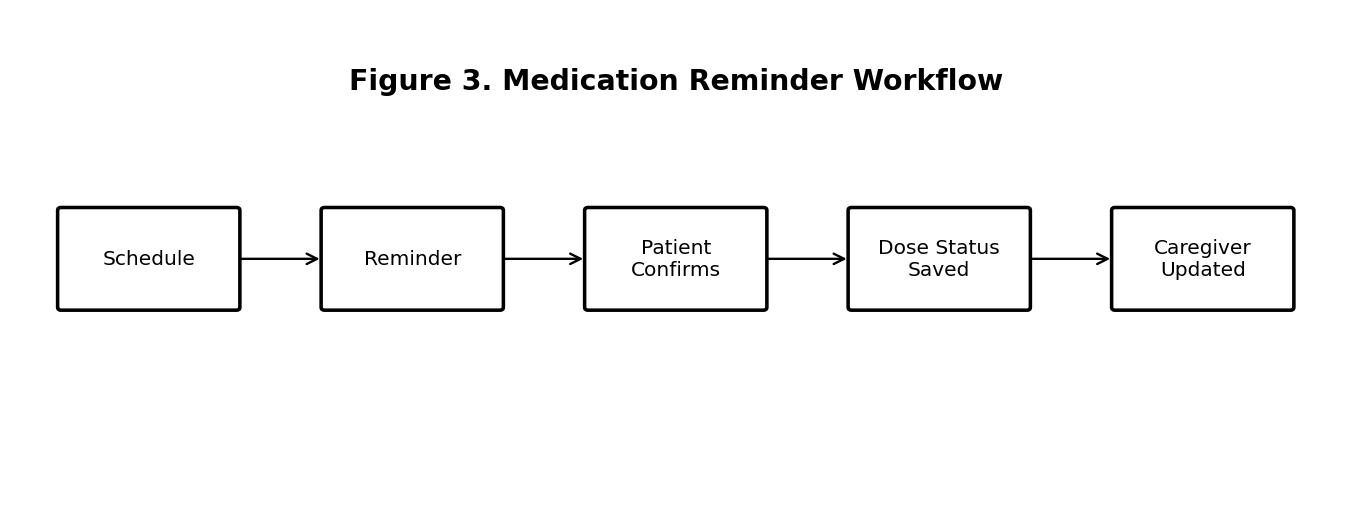 Figure 3. Medication Reminder Workflow
Schedule
Reminder
Patient
Confirms
Dose Status
Saved
Caregiver
Updated